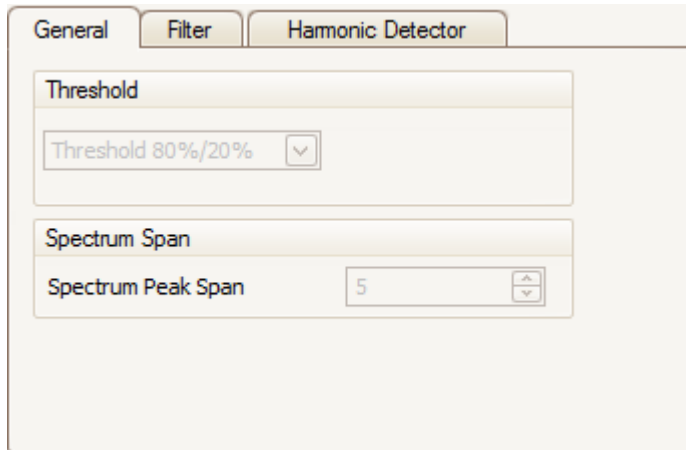 General Filter Harmonic Detector
Threshold
Threshold 80%/20%
Spectrum Span
Spectrum Peak Span 5